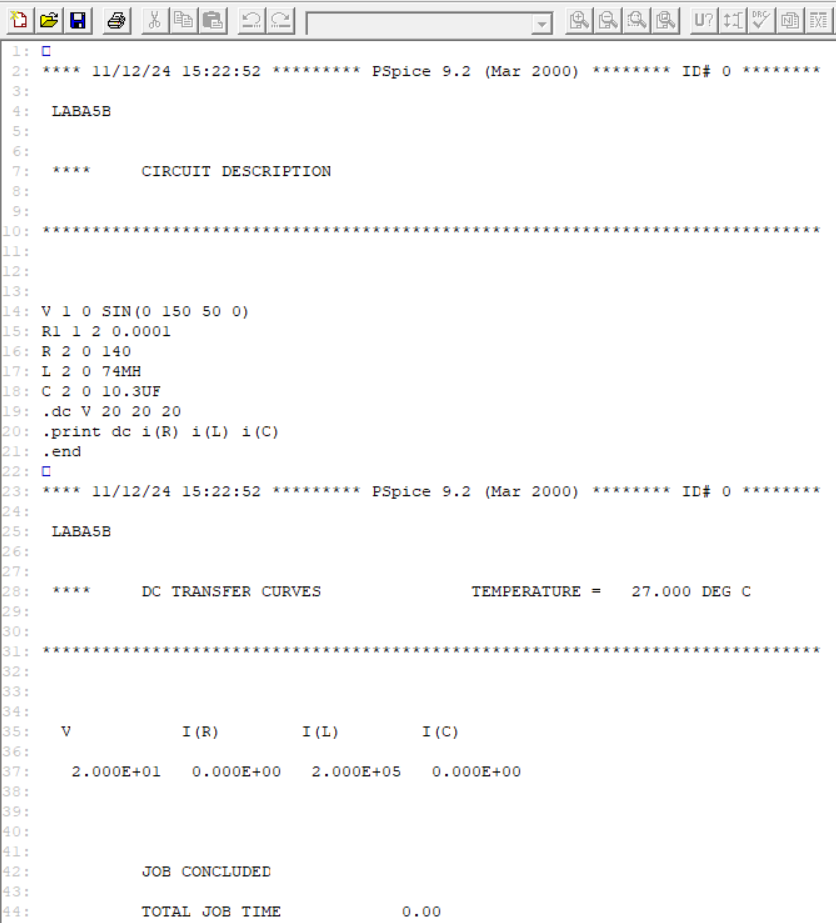 U?
DRC
N
1:
2: **** 11/12/24 15:22:52 ********* PSpice 9.2 (Mar 2000) ******** ID# 0 ********
3:
4: LABA5B
5:
6:
7: **** CIRCUIT DESCRIPTION
8:
9:
10: ******************************************************************************
11:
12:
13:
14: V 1 0 SIN(0 150 50 0)
15: R1 1 2 0.0001
16: R 2 0 140
17: L 2 0 74MH
18: C 2 0 10.3UF
19: .dc V 20 20 20
20: .print dc i(R) i(L) i(C)
21: .end
22:
23: **** 11/12/24 15:22:52 ********* PSpice 9.2 (Mar 2000) ******** ID# 0 ********
24:
25: LABA5B
26:
27:
28: **** DC TRANSFER CURVES TEMPERATURE = 27.000 DEG C
29:
30:
31: ******************************************************************************
32:
33:
34:
35: V I(R) I(L) I(C)
36:
37: 2.000E+01 0.000E+00 2.000E+05 0.000E+00
38:
39:
40:
41:
42: JOB CONCLUDED
43:
44: TOTAL JOB TIME 0.00